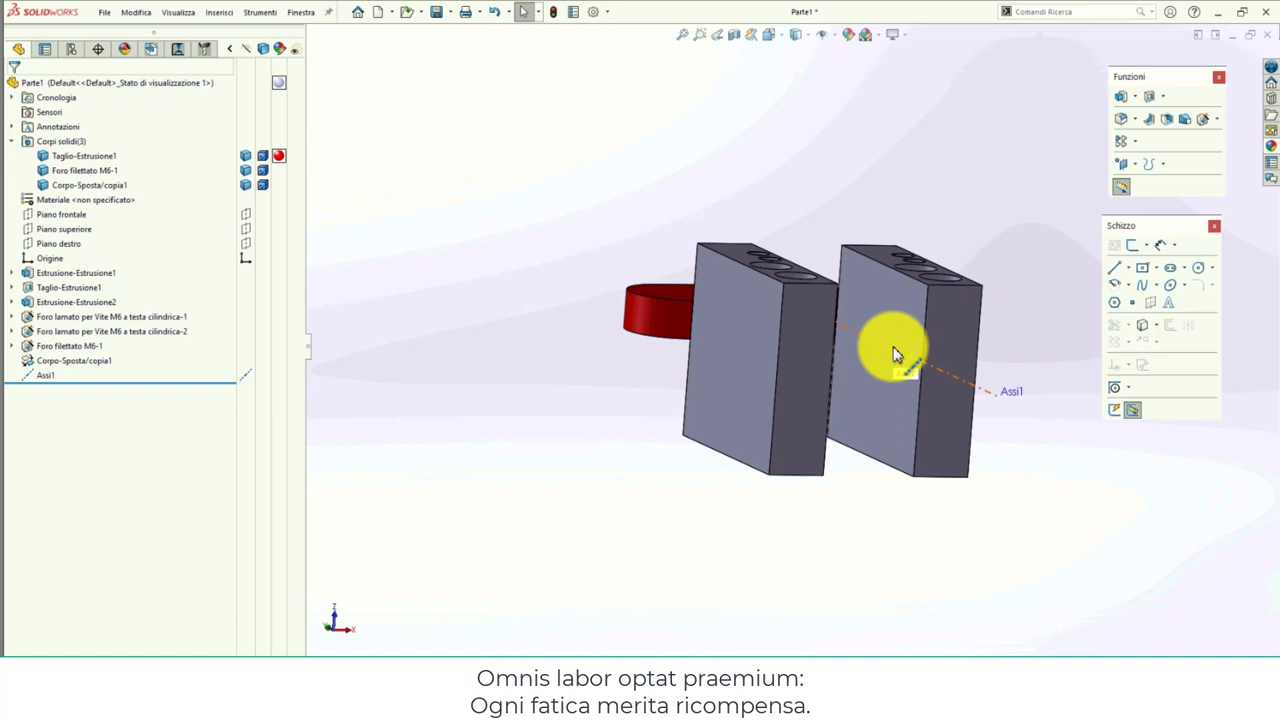 SOLIDWORKS File Modifica Visualizza Inserisci Strumenti Finestra Parte1 * Comandi Ricerca
Parte1 (Default<<Default>_Stato di visualizzazione 1>)
Cronologia
Sensori
Annotazioni
Corpi solidi(3)
Taglio-Estrusione1
Foro filettato M6-1
Corpo-Sposta/copia1
Materiale <non specificato>
Piano frontale
Piano superiore
Piano destro
Origine
Estrusione-Estrusione1
Taglio-Estrusione1
Estrusione-Estrusione2
Foro lamato per Vite M6 a testa cilindrica-1
Foro lamato per Vite M6 a testa cilindrica-2
Foro filettato M6-1
Corpo-Sposta/copia1
Assi1
Funzioni
Schizzo
Assi1
Z
X
Omnis labor optat praemium:
Ogni fatica merita ricompensa.